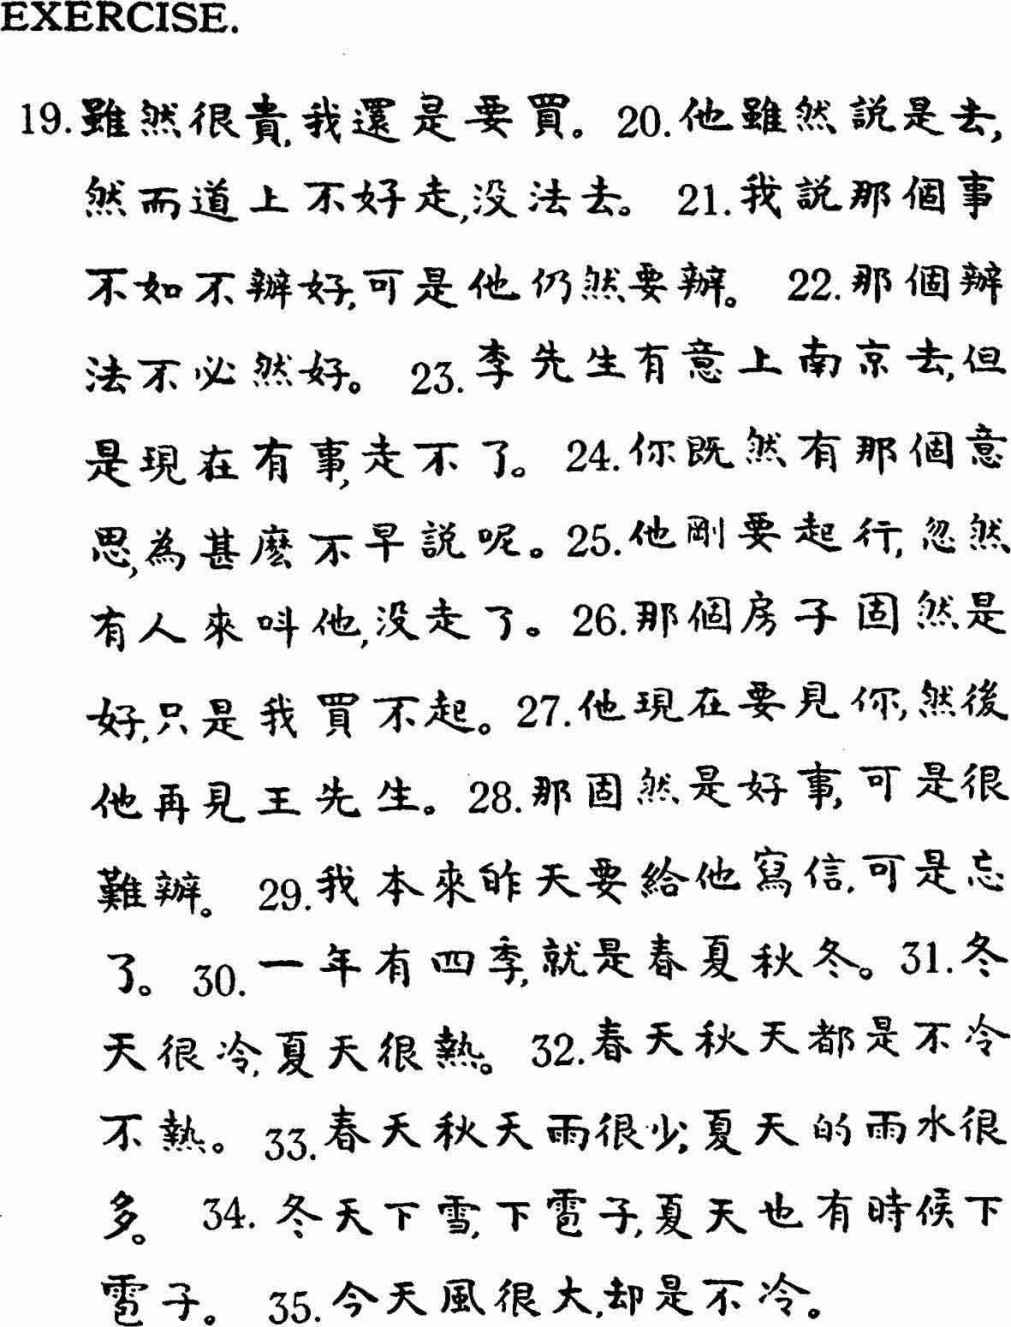 EXERCISE.
19.雖然很貴,我還是要買。 20.他雖然説是去,
然而道上不好走,没法去。 21.我説那個事
不如不辦好,可是他仍然要辦。 22.那個辦
法不必然好。 23.李先生有意上南京去,但
是現在有事,走不了。 24.你既然有那個意
思,為甚麽不早説呢。 25.他剛要起行,忽然
有人來呌他,没走了。 26.那個房子固然是
好,只是我買不起。 27.他現在要見你,然後
他再見王先生。 28.那固然是好事,可是很
難辦。 29.我本來昨天要給他寫信,可是忘
了。 30.一年有四季,就是春夏秋冬。 31.冬
天很冷,夏天很熱。 32.春天秋天都是不冷
不熱。 33.春天秋天雨很少,夏天的雨水很
多。 34.冬天下雪,下雹子,夏天也有時候下
雹子。 35.今天風很大,却是不冷。